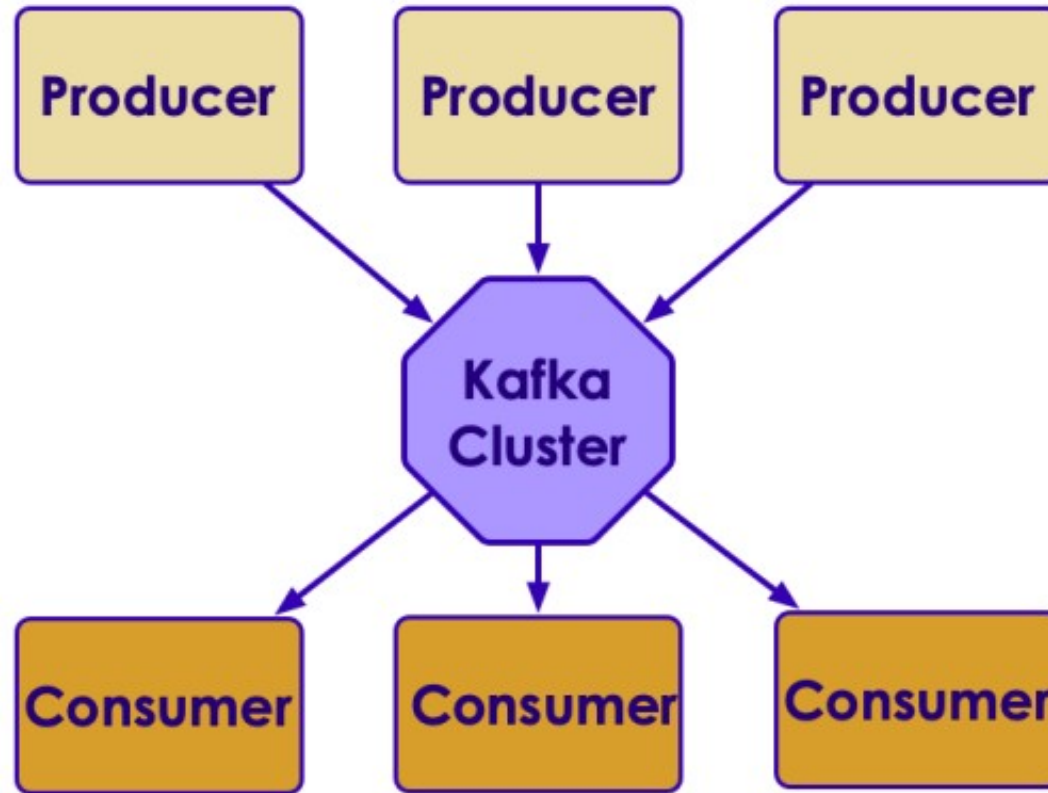 Producer
Producer
Producer
Kafka
Cluster
Consumer
Consumer
Consumer